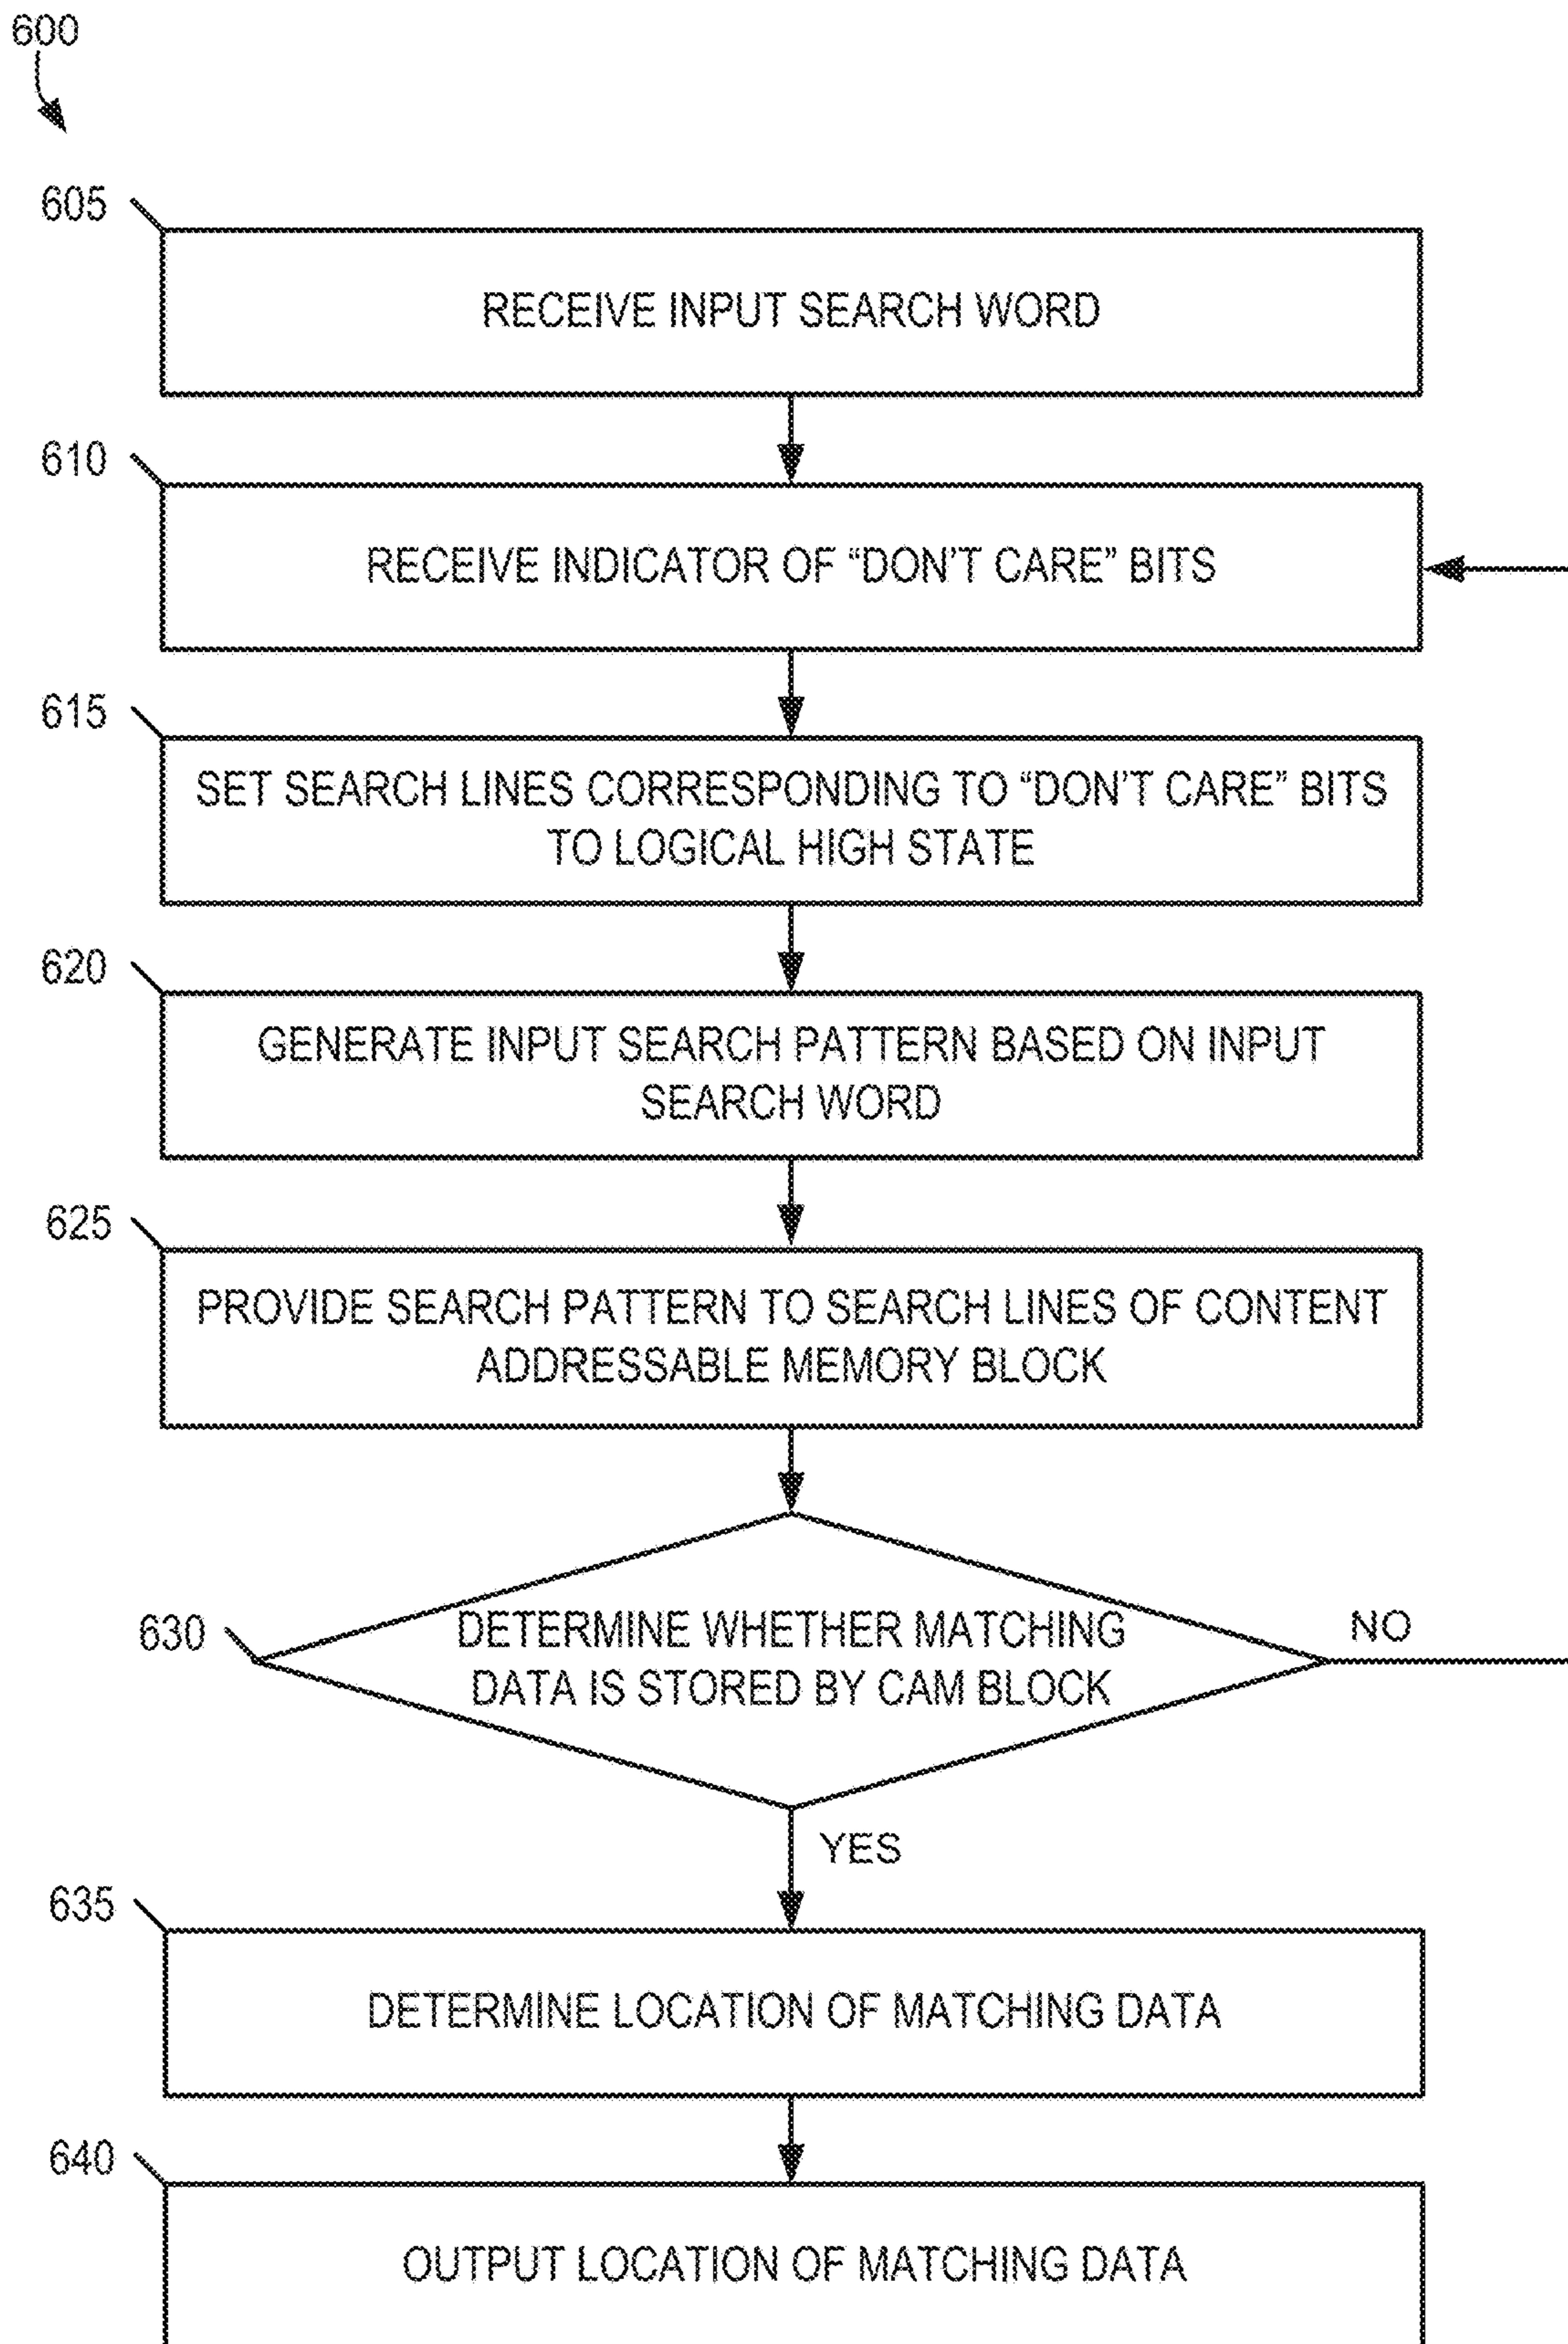 600
605
RECEIVE INPUT SEARCH WORD
610
RECEIVE INDICATOR OF “DON'T CARE” BITS
615
SET SEARCH LINES CORRESPONDING TO “DON'T CARE” BITS
TO LOGICAL HIGH STATE
620
GENERATE INPUT SEARCH PATTERN BASED ON INPUT
SEARCH WORD
625
PROVIDE SEARCH PATTERN TO SEARCH LINES OF CONTENT
ADDRESSABLE MEMORY BLOCK
630
DETERMINE WHETHER MATCHING
DATA IS STORED BY CAM BLOCK
NO
YES
635
DETERMINE LOCATION OF MATCHING DATA
640
OUTPUT LOCATION OF MATCHING DATA